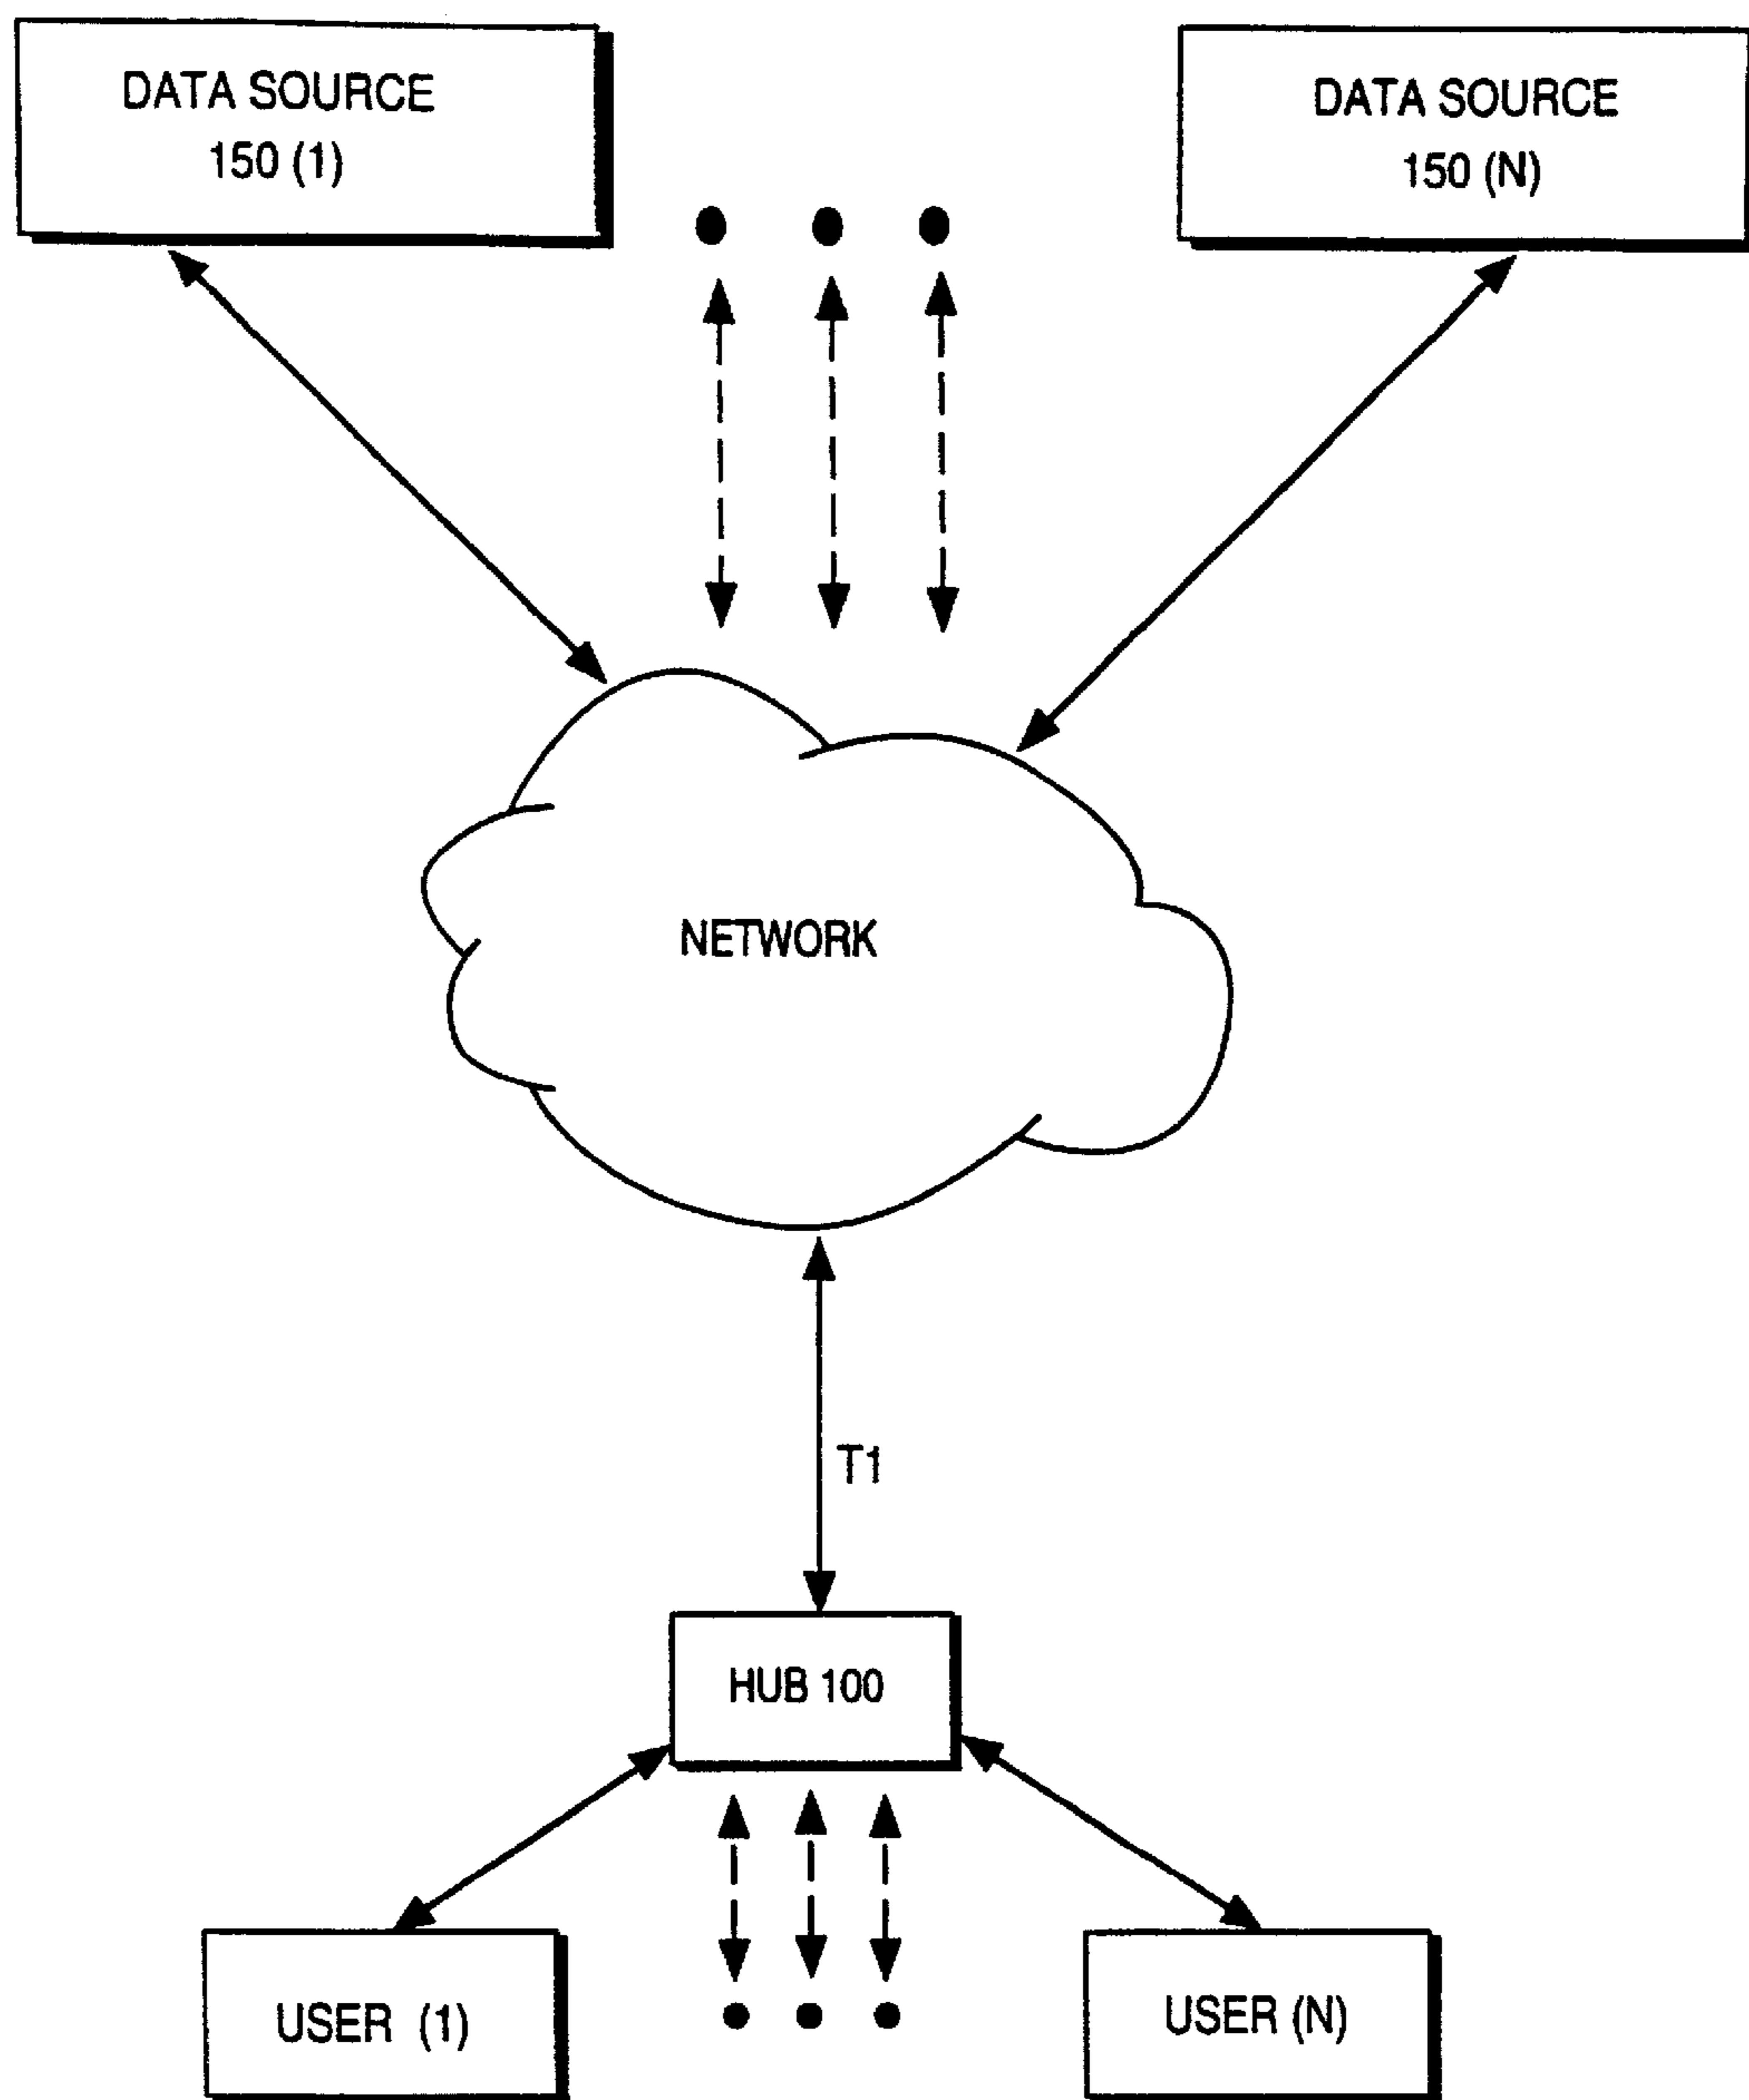 DATA SOURCE
150 (1)
DATA SOURCE
150 (N)
NETWORK
T1
HUB 100
USER (1)
USER (N)